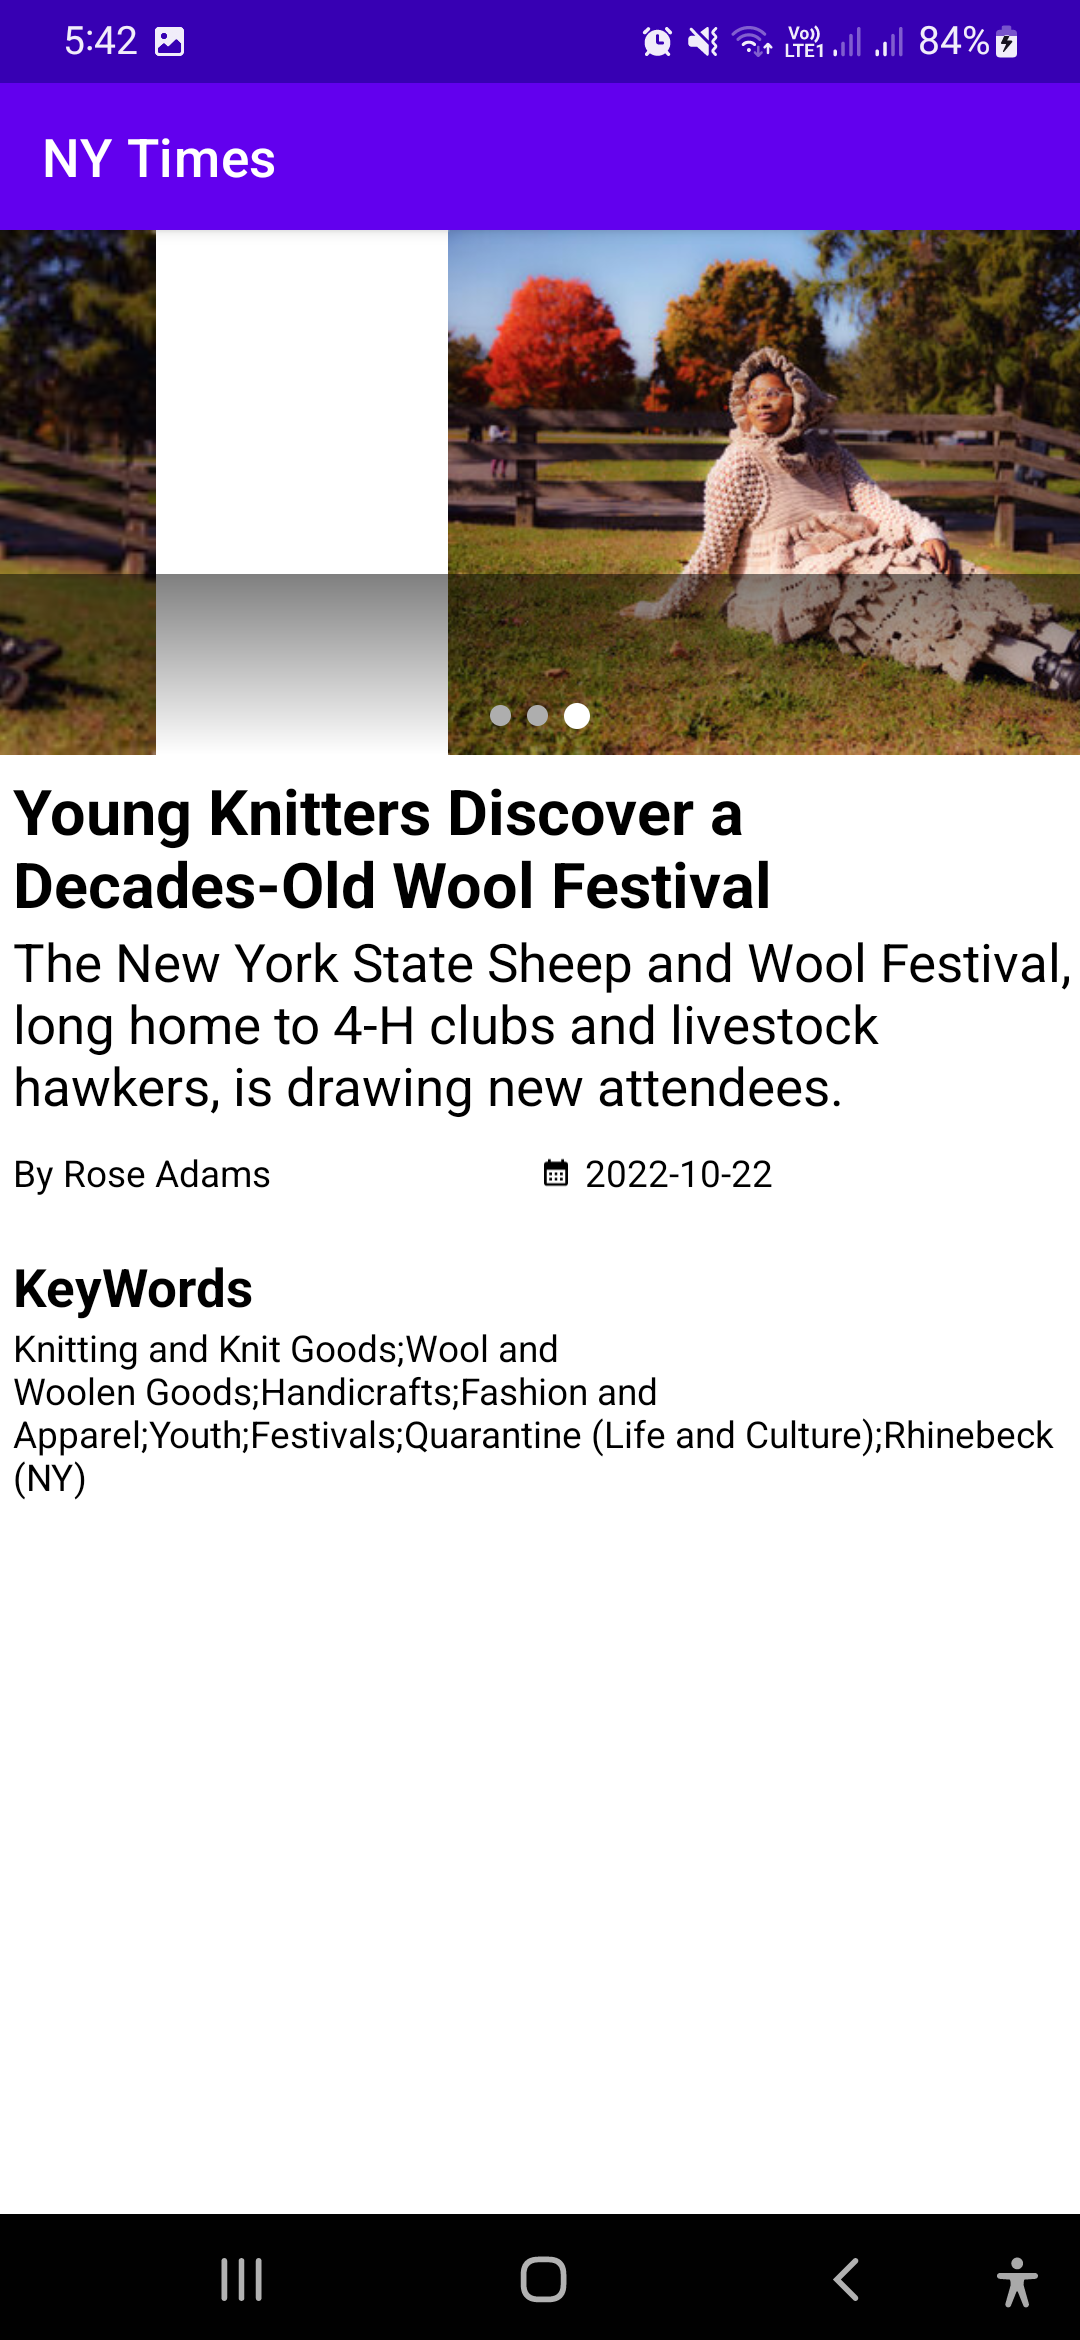 5:42
Vo)) LTE1 84%
NY Times
Young Knitters Discover a
Decades-Old Wool Festival
The New York State Sheep and Wool Festival,
long home to 4-H clubs and livestock
hawkers, is drawing new attendees.
By Rose Adams 2022-10-22
KeyWords
Knitting and Knit Goods;Wool and
Woolen Goods;Handicrafts;Fashion and
Apparel;Youth;Festivals;Quarantine (Life and Culture);Rhinebeck
(NY)